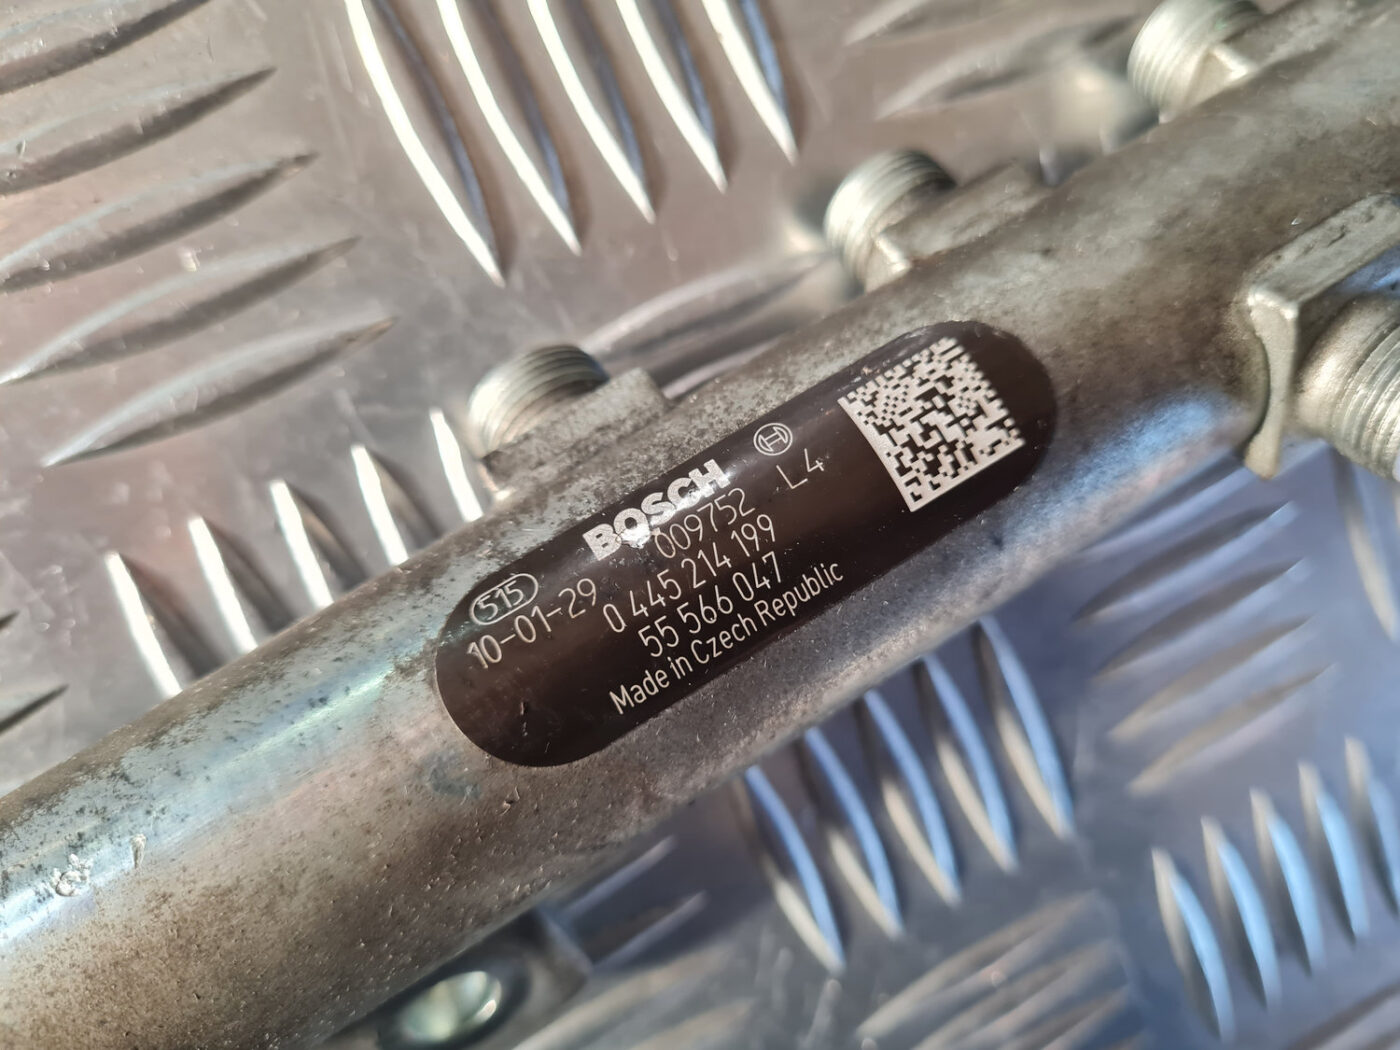 BOSCH
515 009752 L4
10-01-29 0 445 214 199
55 566 047
Made in Czech Republic